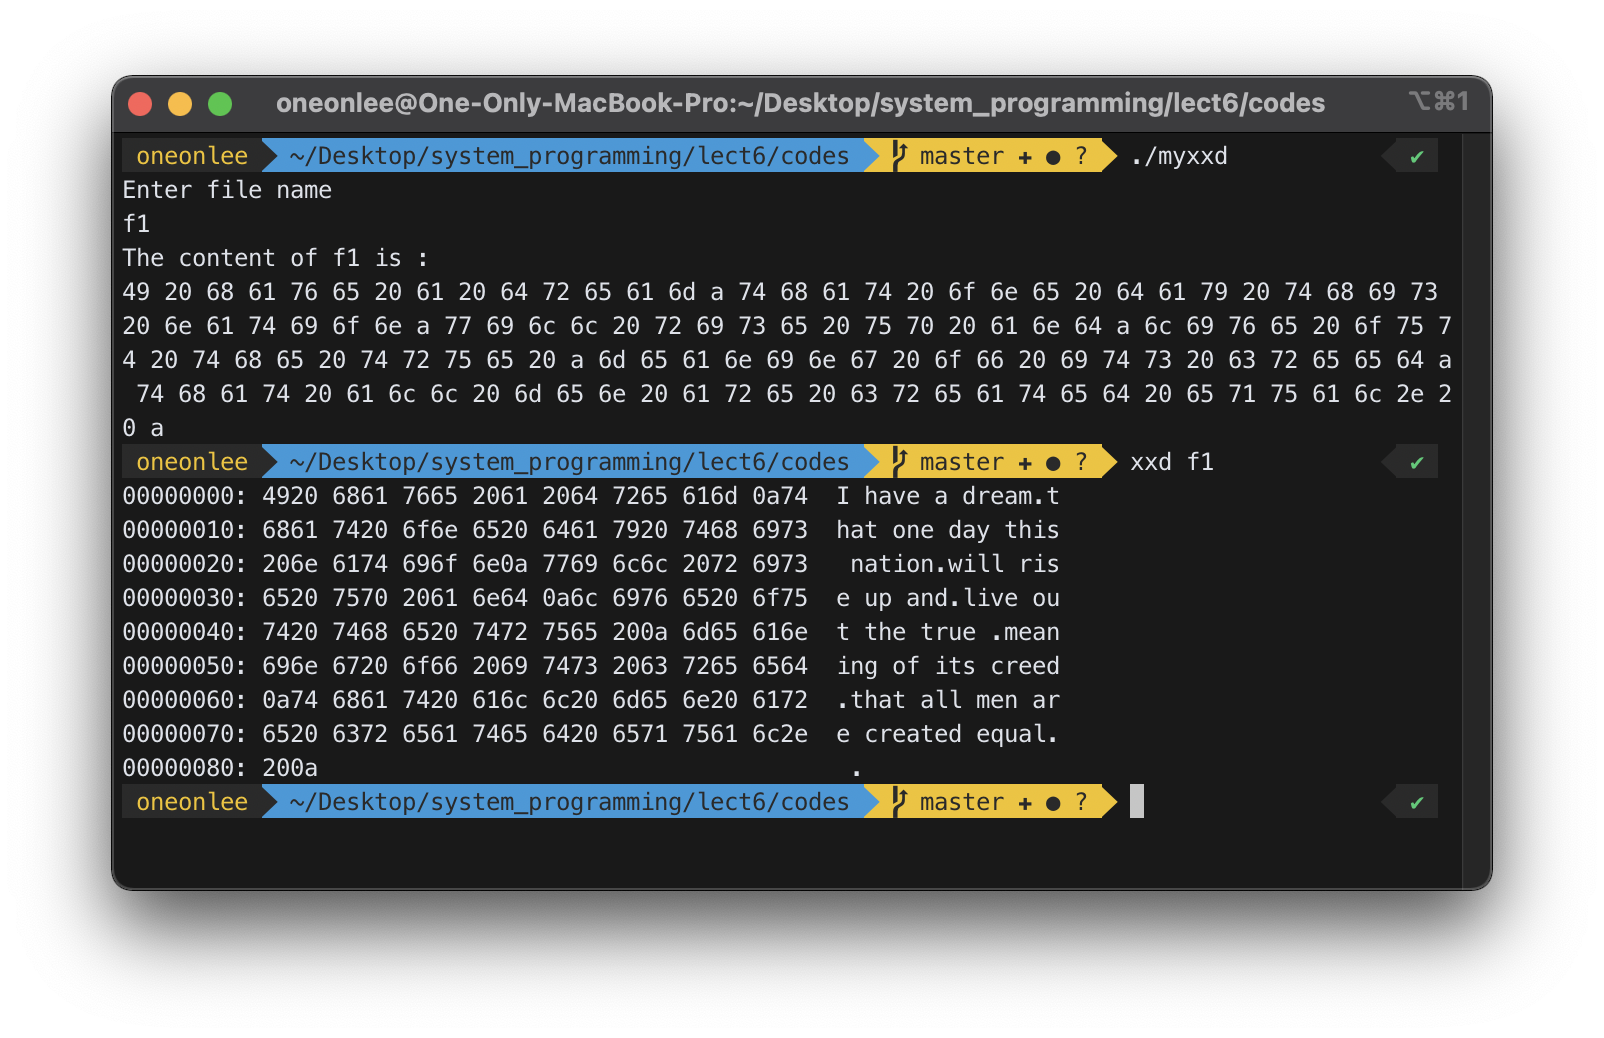 oneonlee@One-Only-MacBook-Pro:~/Desktop/system_programming/lect6/codes ⌥⌘1
oneonlee ~/Desktop/system_programming/lect6/codes master + ● ? ./myxxd ✔
Enter file name
f1
The content of f1 is :
49 20 68 61 76 65 20 61 20 64 72 65 61 6d a 74 68 61 74 20 6f 6e 65 20 64 61 79 20 74 68 69 73
20 6e 61 74 69 6f 6e a 77 69 6c 6c 20 72 69 73 65 20 75 70 20 61 6e 64 a 6c 69 76 65 20 6f 75 7
4 20 74 68 65 20 74 72 75 65 20 a 6d 65 61 6e 69 6e 67 20 6f 66 20 69 74 73 20 63 72 65 65 64 a
 74 68 61 74 20 61 6c 6c 20 6d 65 6e 20 61 72 65 20 63 72 65 61 74 65 64 20 65 71 75 61 6c 2e 2
0 a
oneonlee ~/Desktop/system_programming/lect6/codes master + ● ? xxd f1 ✔
00000000: 4920 6861 7665 2061 2064 7265 616d 0a74  I have a dream.t
00000010: 6861 7420 6f6e 6520 6461 7920 7468 6973  hat one day this
00000020: 206e 6174 696f 6e0a 7769 6c6c 2072 6973   nation.will ris
00000030: 6520 7570 2061 6e64 0a6c 6976 6520 6f75  e up and.live ou
00000040: 7420 7468 6520 7472 7565 200a 6d65 616e  t the true .mean
00000050: 696e 6720 6f66 2069 7473 2063 7265 6564  ing of its creed
00000060: 0a74 6861 7420 616c 6c20 6d65 6e20 6172  .that all men ar
00000070: 6520 6372 6561 7465 6420 6571 7561 6c2e  e created equal.
00000080: 200a                                      .
oneonlee ~/Desktop/system_programming/lect6/codes master + ● ? ✔